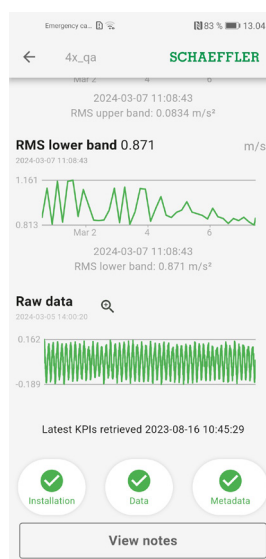 Emergency ca... 83 % 13.04
4x_qa SCHAEFFLER
Mar 2 4 6
2024-03-07 11:08:43
RMS upper band: 0.0834 m/s²
RMS lower band 0.871 m/s
2024-03-07 11:08:43
1.161
0.813
Mar 2 4 6
2024-03-07 11:08:43
RMS lower band: 0.871 m/s²
Raw data
2024-03-05 14:00:20
0.162
-0.189
Latest KPIs retrieved 2023-08-16 10:45:29
Installation Data Metadata
View notes